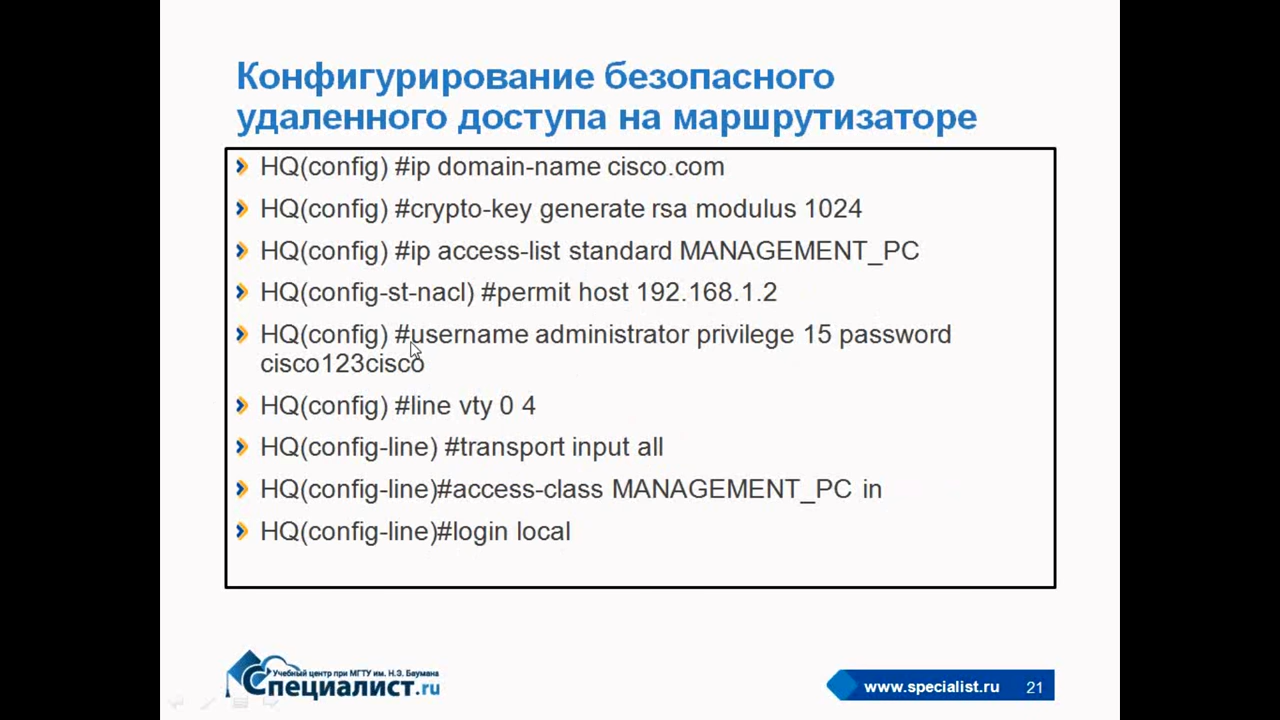 Конфигурирование безопасного
удаленного доступа на маршрутизаторе
HQ(config) #ip domain-name cisco.com
HQ(config) #crypto-key generate rsa modulus 1024
HQ(config) #ip access-list standard MANAGEMENT_PC
HQ(config-st-nacl) #permit host 192.168.1.2
HQ(config) #username administrator privilege 15 password
cisco123cisco
HQ(config) #line vty 0 4
HQ(config-line) #transport input all
HQ(config-line)#access-class MANAGEMENT_PC in
HQ(config-line)#login local
Учебный центр при МГТУ им. Н.Э. Баумана
Специалист.ru
www.specialist.ru 21